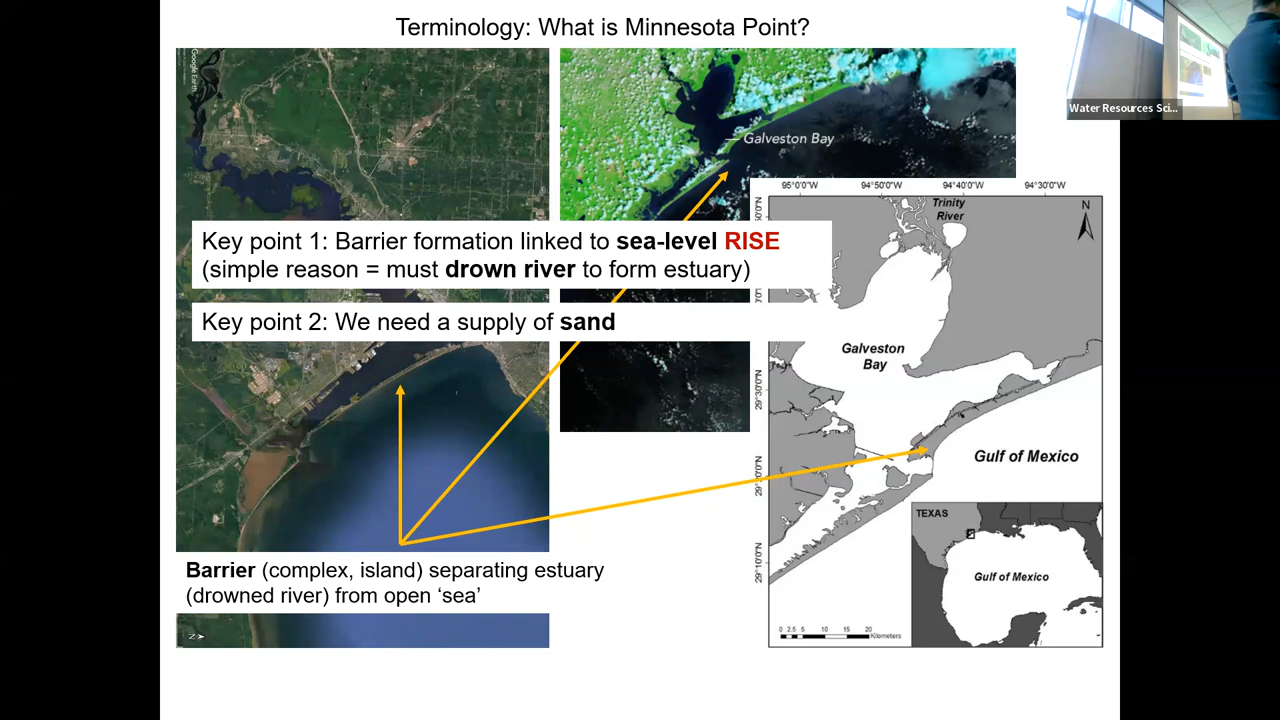 Terminology: What is Minnesota Point?
Water Resources Sci...
Google Earth
Galveston Bay
Key point 1: Barrier formation linked to sea-level RISE
(simple reason = must drown river to form estuary)
Key point 2: We need a supply of sand
95°0'0"W 94°50'0"W 94°40'0"W 94°30'0"W
Trinity
River
N
Galveston
Bay
29°30'0"N
29°10'0"N
Gulf of Mexico
TEXAS
Gulf of Mexico
0 2.5 5 10 15 20
Kilometers
Barrier (complex, island) separating estuary
(drowned river) from open ‘sea’
N